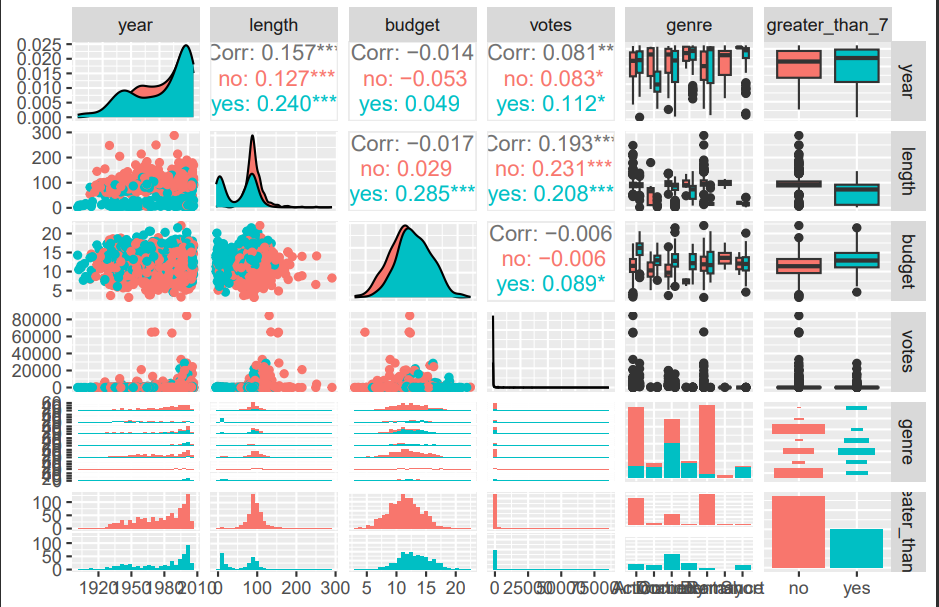 year length budget votes genre greater_than_7
0.025
0.020
0.015
0.010
0.005
0.000
Corr: 0.157***
no: 0.127***
yes: 0.240***
Corr: −0.014
no: −0.053
yes: 0.049
Corr: 0.081**
no: 0.083*
yes: 0.112*
year
300
200
100
0
Corr: −0.017
no: 0.029
yes: 0.285***
Corr: 0.193***
no: 0.231***
yes: 0.208***
length
20
15
10
5
Corr: −0.006
no: −0.006
yes: 0.089*
budget
80000
60000
40000
20000
0
votes
genre
100
50
0
100
50
0
eater_than
1920 1950 1980 2010 0 100 200 300 5 10 15 20 0 25000 50000 75000 no yes